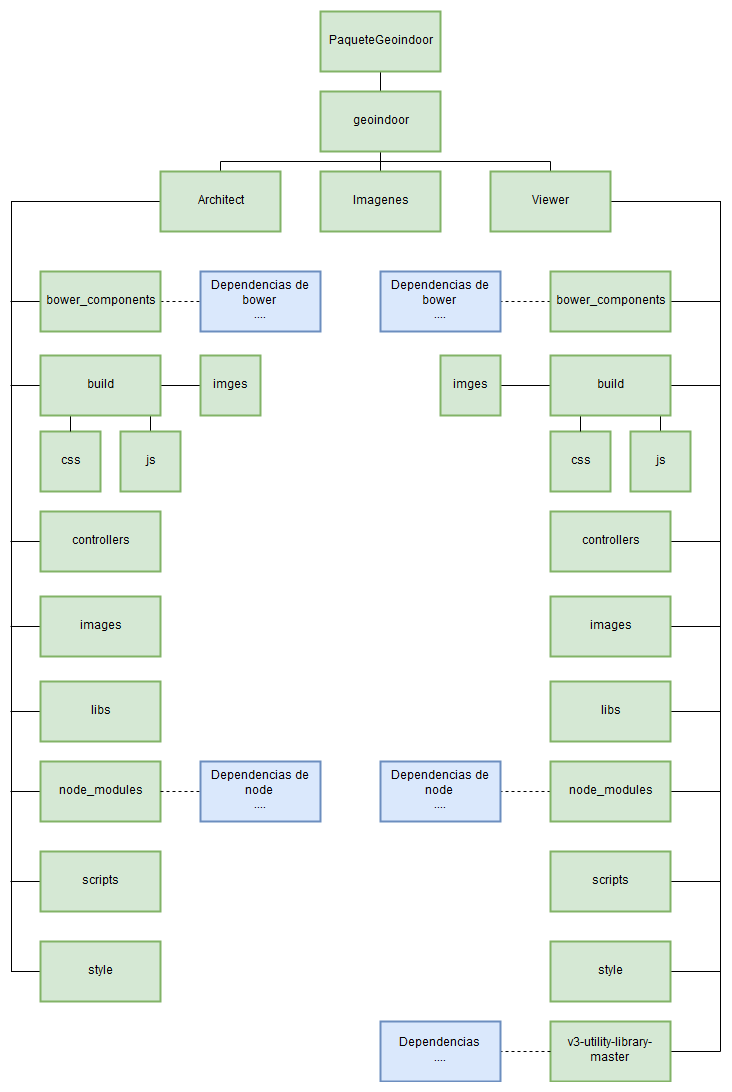 PaqueteGeoindoor
geoindoor
Architect
Imagenes
Viewer
bower_components
Dependencias de
bower
....
Dependencias de
bower
....
bower_components
build
imges
imges
build
css
js
css
js
controllers
controllers
images
images
libs
libs
node_modules
Dependencias de
node
....
Dependencias de
node
....
node_modules
scripts
scripts
style
style
Dependencias
....
v3-utility-library-
master